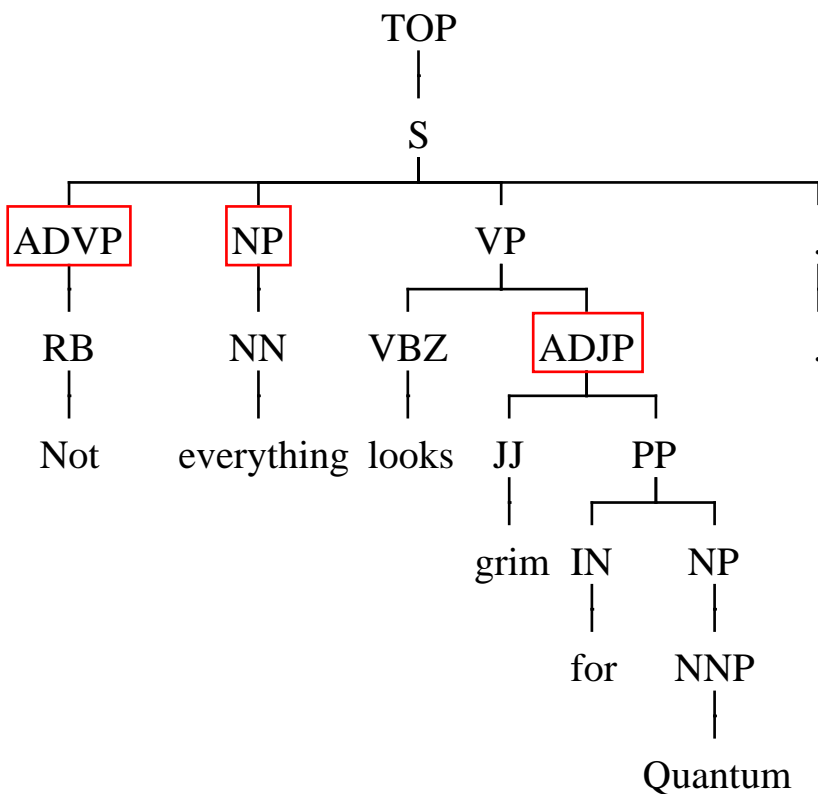 TOP
S
ADVP NP VP .
RB NN VBZ ADJP .
Not everything looks JJ PP
grim IN NP
for NNP
Quantum